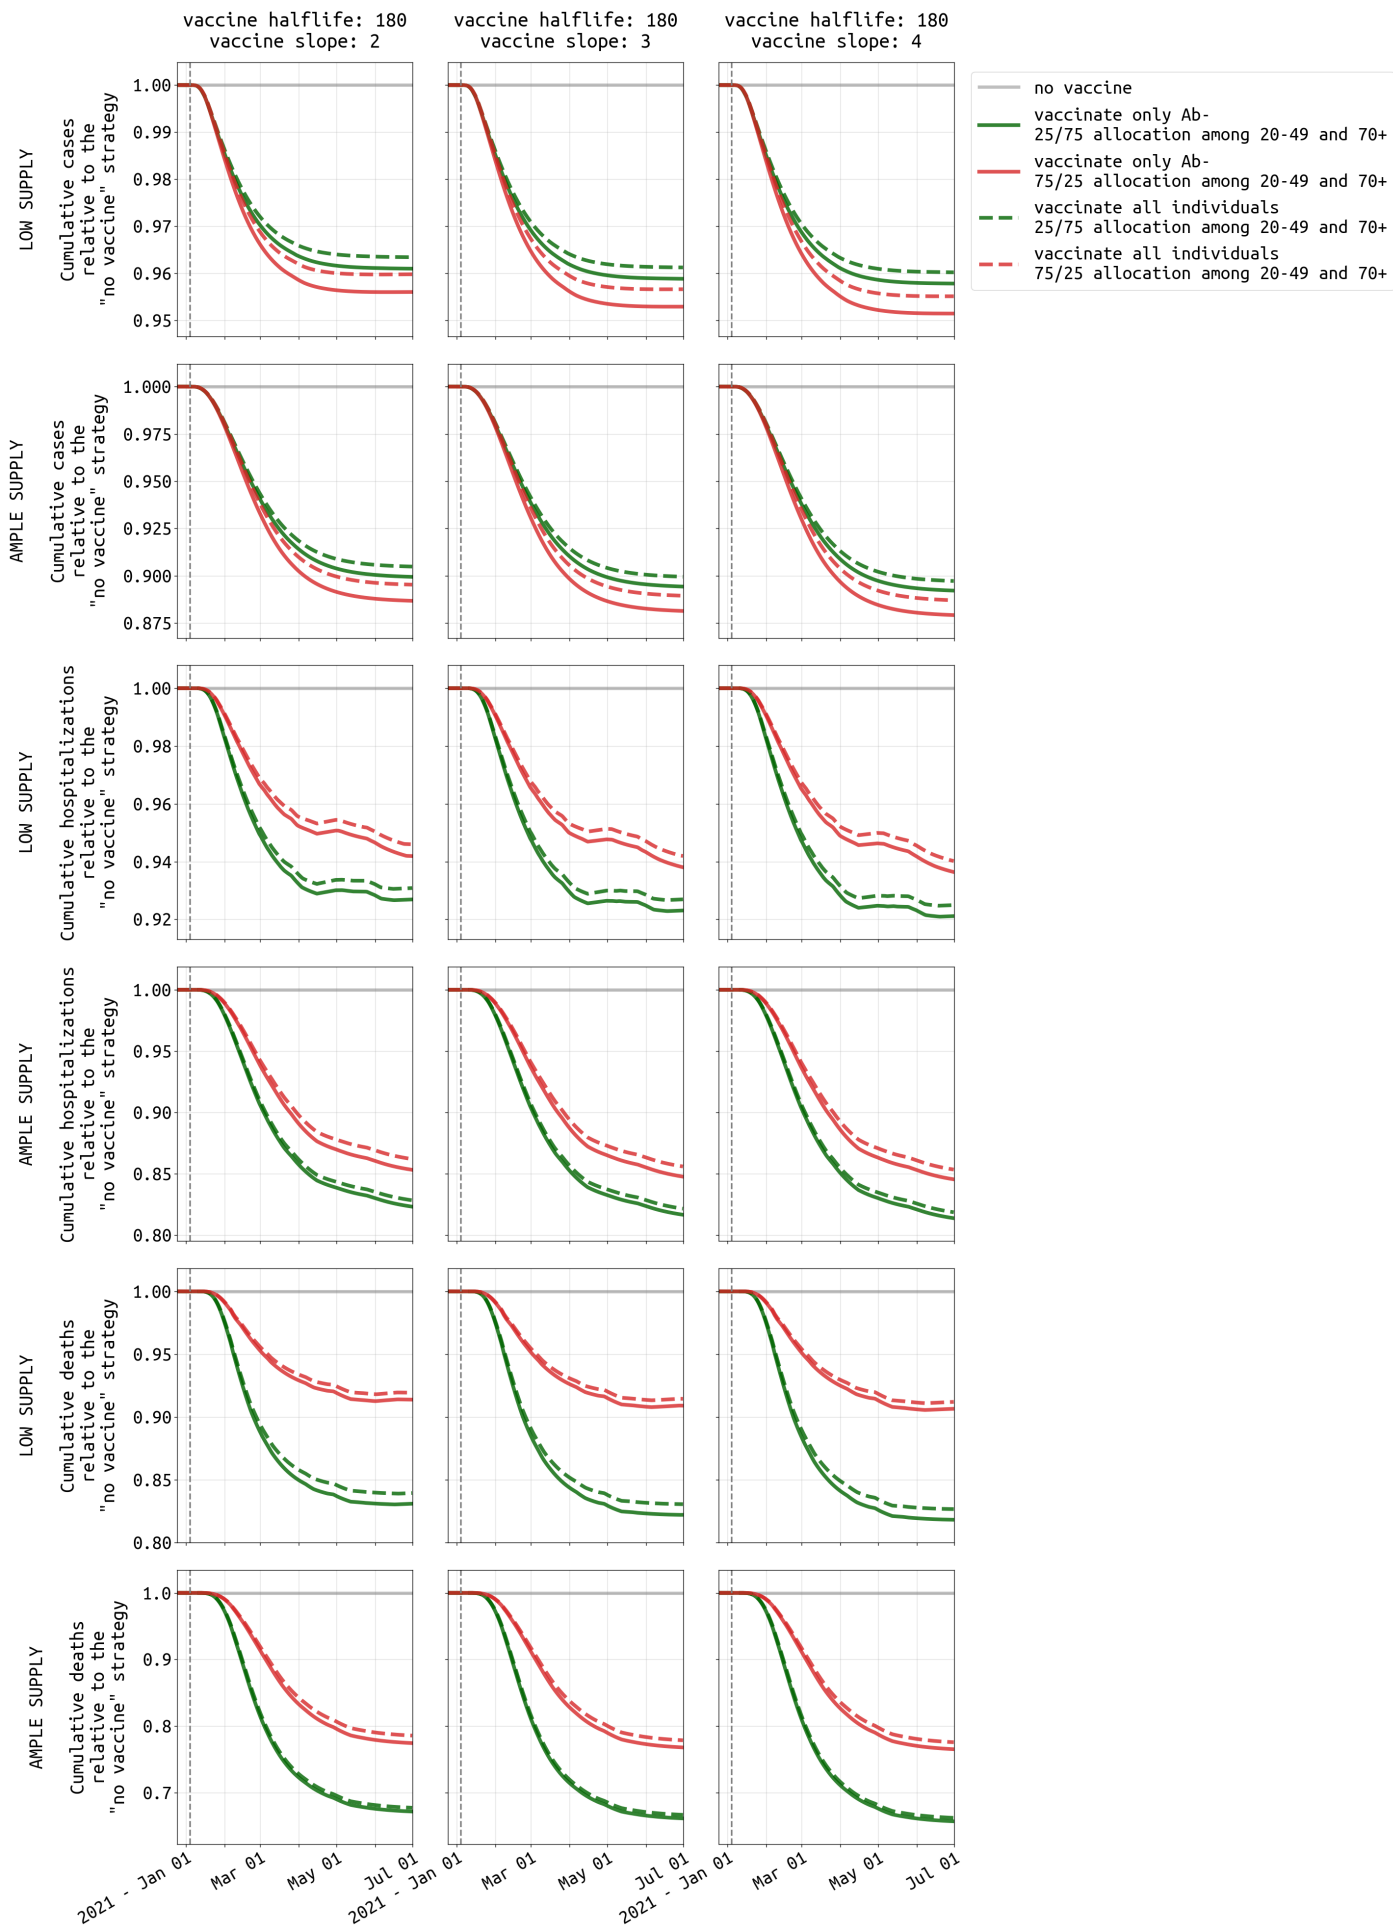 vaccine halflife: 180
vaccine slope: 2
vaccine halflife: 180
vaccine slope: 3
vaccine halflife: 180
vaccine slope: 4
no vaccine
vaccinate only Ab-
25/75 allocation among 20-49 and 70+
vaccinate only Ab-
75/25 allocation among 20-49 and 70+
vaccinate all individuals
25/75 allocation among 20-49 and 70+
vaccinate all individuals
75/25 allocation among 20-49 and 70+
LOW SUPPLY
Cumulative cases
relative to the
"no vaccine" strategy
1.00
0.99
0.98
0.97
0.96
0.95
AMPLE SUPPLY
Cumulative cases
relative to the
"no vaccine" strategy
1.000
0.975
0.950
0.925
0.900
0.875
LOW SUPPLY
Cumulative hospitalizations
relative to the
"no vaccine" strategy
1.00
0.98
0.96
0.94
0.92
AMPLE SUPPLY
Cumulative hospitalizations
relative to the
"no vaccine" strategy
1.00
0.95
0.90
0.85
0.80
LOW SUPPLY
Cumulative deaths
relative to the
"no vaccine" strategy
1.00
0.95
0.90
0.85
0.80
AMPLE SUPPLY
Cumulative deaths
relative to the
"no vaccine" strategy
1.0
0.9
0.8
0.7
2021 - Jan 01
Mar 01
May 01
Jul 01
2021 - Jan 01
Mar 01
May 01
Jul 01
2021 - Jan 01
Mar 01
May 01
Jul 01